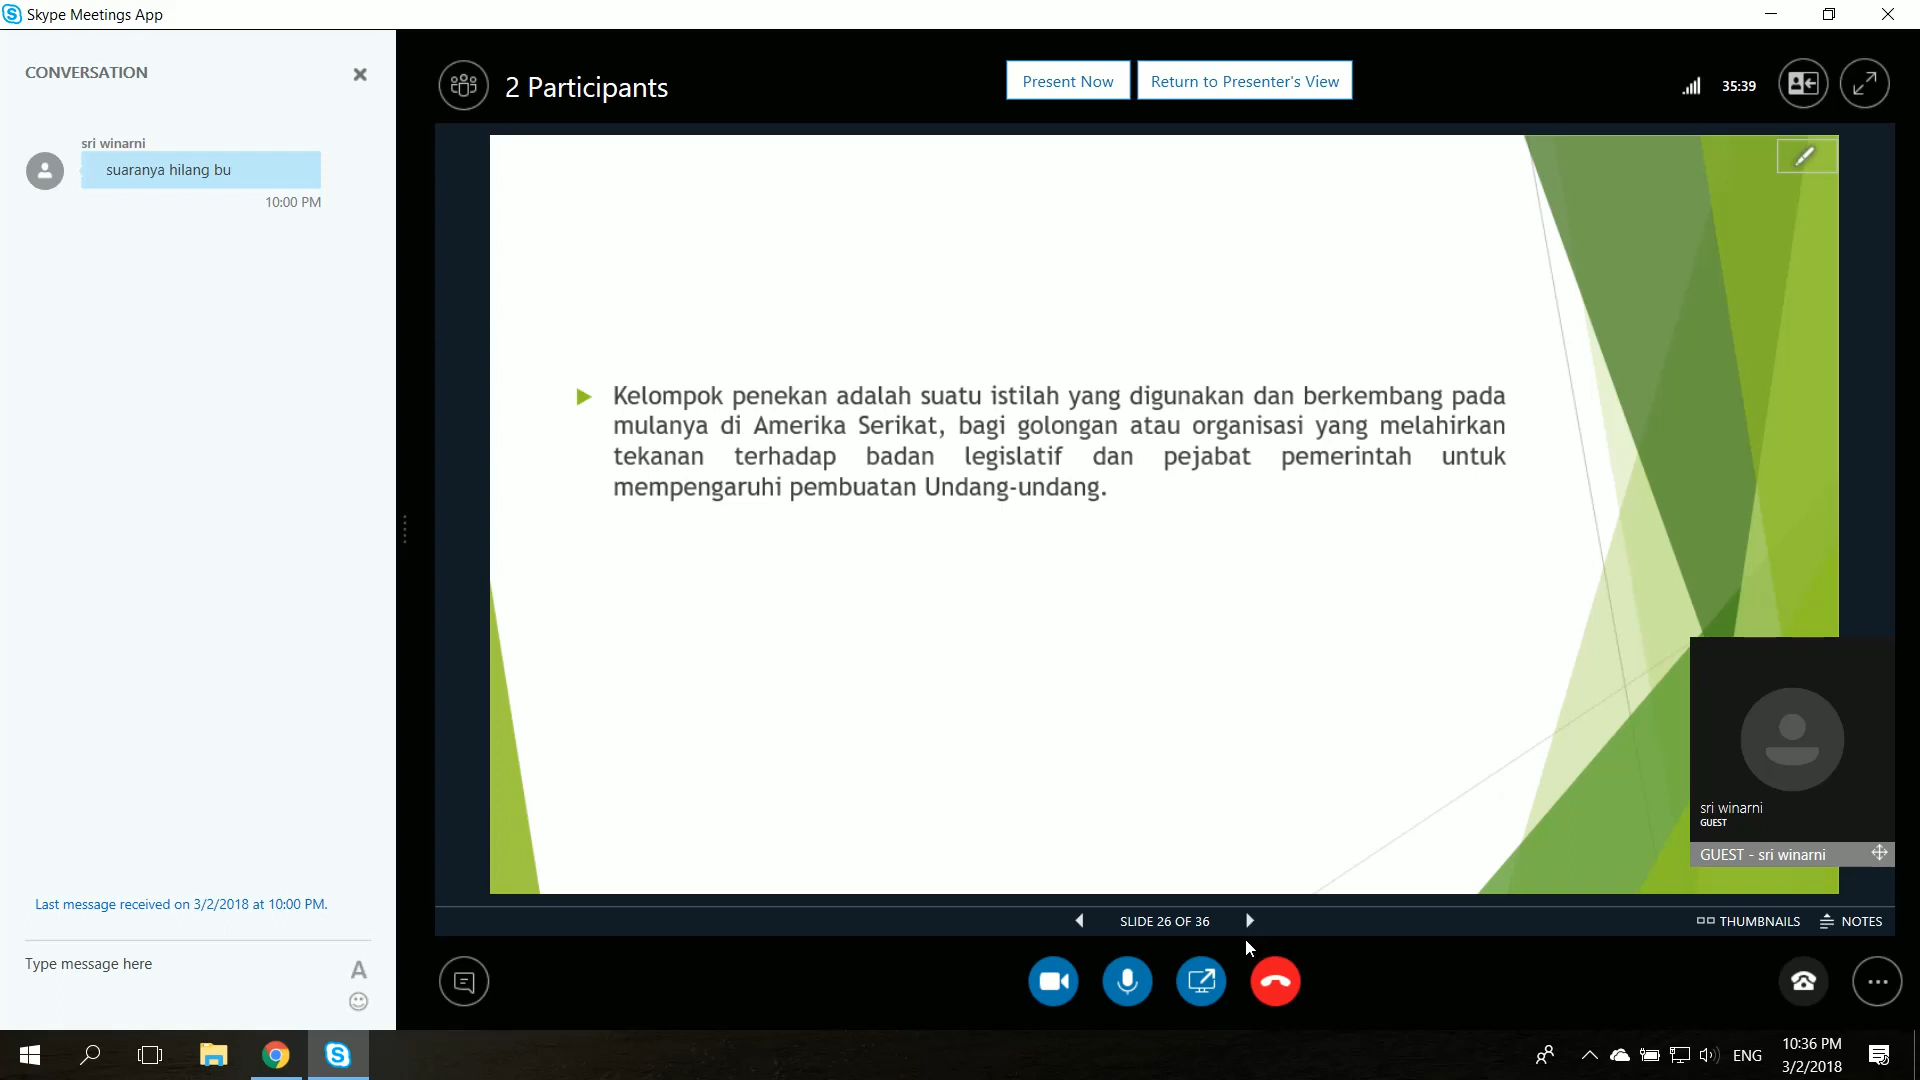 Skype Meetings App
CONVERSATION
sri winarni
suaranya hilang bu
10:00 PM
Last message received on 3/2/2018 at 10:00 PM.
Type message here
A
2 Participants
Present Now
Return to Presenter's View
35:39
Kelompok penekan adalah suatu istilah yang digunakan dan berkembang pada
mulanya di Amerika Serikat, bagi golongan atau organisasi yang melahirkan
tekanan terhadap badan legislatif dan pejabat pemerintah untuk
mempengaruhi pembuatan Undang-undang.
sri winarni
GUEST
GUEST - sri winarni
SLIDE 26 OF 36
THUMBNAILS
NOTES
ENG
10:36 PM
3/2/2018